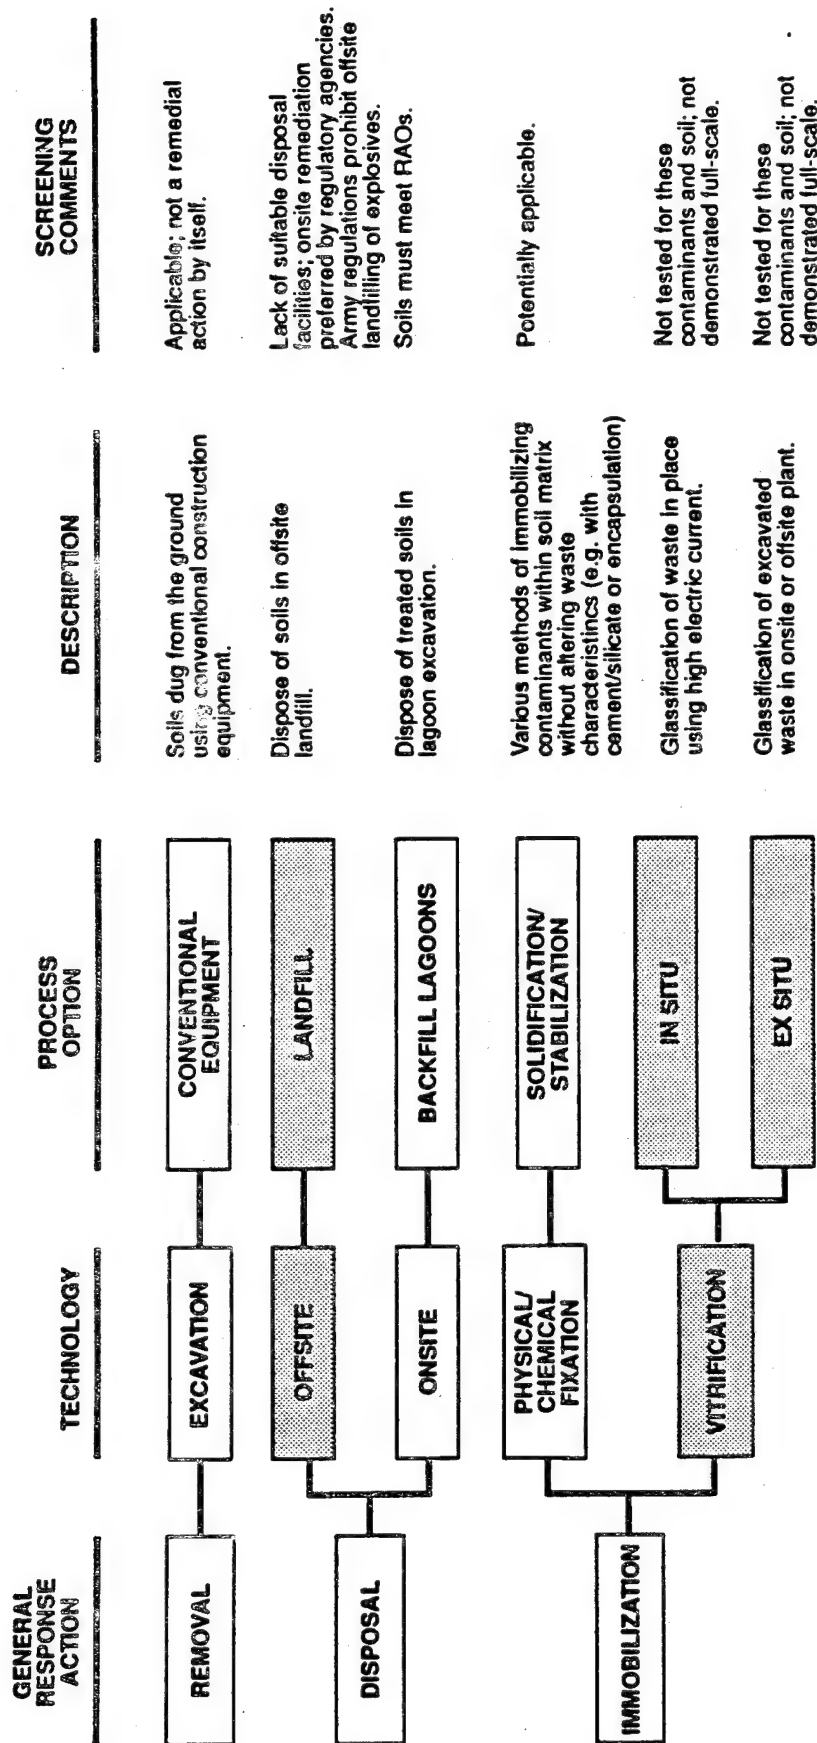 GENERAL
RESPONSE
ACTION
TECHNOLOGY
PROCESS
OPTION
DESCRIPTION
SCREENING
COMMENTS
REMOVAL
EXCAVATION
CONVENTIONAL
EQUIPMENT
Soils dug from the ground
using conventional construction
equipment.
Applicable; not a remedial
action by itself.
DISPOSAL
OFFSITE
LANDFILL
Dispose of soils in offsite
landfill.
Lack of suitable disposal
facilities; onsite remediation
preferred by regulatory agencies.
Army regulations prohibit offsite
landfilling of explosives.
ONSITE
BACKFILL LAGOONS
Dispose of treated soils in
lagoon excavation.
Soils must meet RAOs.
IMMOBILIZATION
PHYSICAL/
CHEMICAL
FIXATION
SOLIDIFICATION/
STABILIZATION
Various methods of immobilizing
contaminants within soil matrix
without altering waste
characteristincs (e.g. with
cement/silicate or encapsulation)
Potentially applicable.
VITRIFICATION
IN SITU
Glassification of waste in place
using high electric current.
Not tested for these
contaminants and soil; not
demonstrated full-scale.
EX SITU
Glassification of excavated
waste in onsite or offsite plant.
Not tested for these
contaminants and soil; not
demonstrated full-scale.